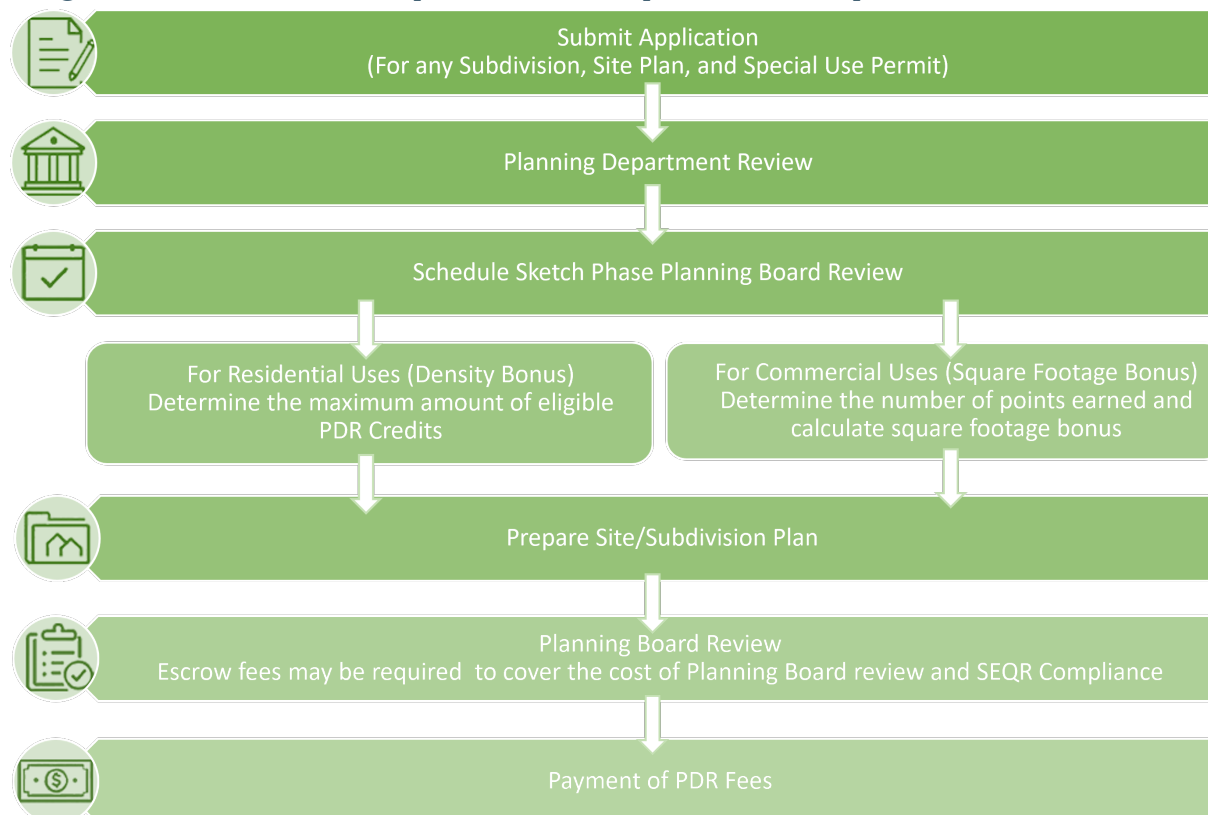 Submit Application
(For any Subdivision, Site Plan, and Special Use Permit)
Planning Department Review
Schedule Sketch Phase Planning Board Review
For Residential Uses (Density Bonus)
Determine the maximum amount of eligible
PDR Credits
For Commercial Uses (Square Footage Bonus)
Determine the number of points earned and
calculate square footage bonus
Prepare Site/Subdivision Plan
Planning Board Review
Escrow fees may be required to cover the cost of Planning Board review and SEQR Compliance
Payment of PDR Fees